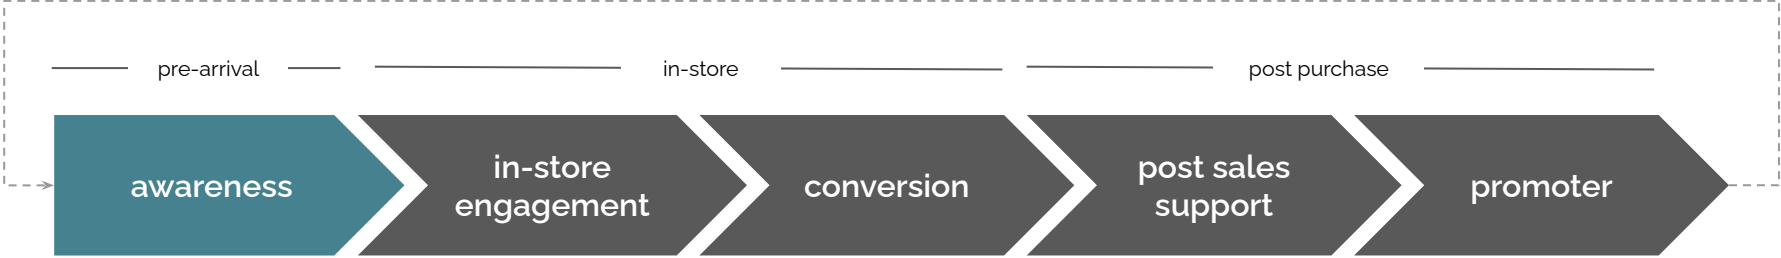 pre-arrival
in-store
post purchase
awareness
in-store
engagement
conversion
post sales
support
promoter